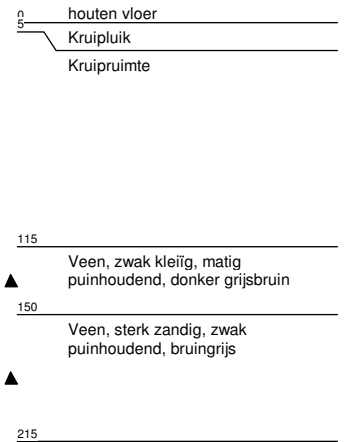 0 houten vloer
5
Kruipluik
Kruipruimte
115
Veen, zwak kleiïg, matig
puinhoudend, donker grijsbruin
150
Veen, sterk zandig, zwak
puinhoudend, bruingrijs
215